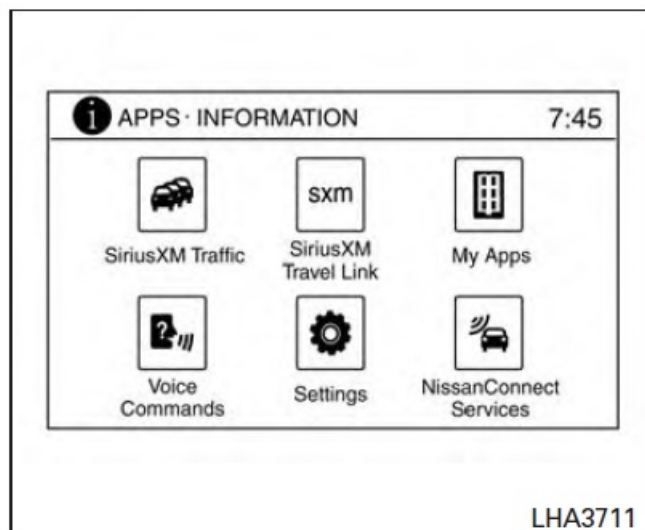 i APPS · INFORMATION 7:45
SiriusXM Traffic
sxm
SiriusXM
Travel Link
My Apps
?
Voice
Commands
Settings
NissanConnect
Services
LHA3711